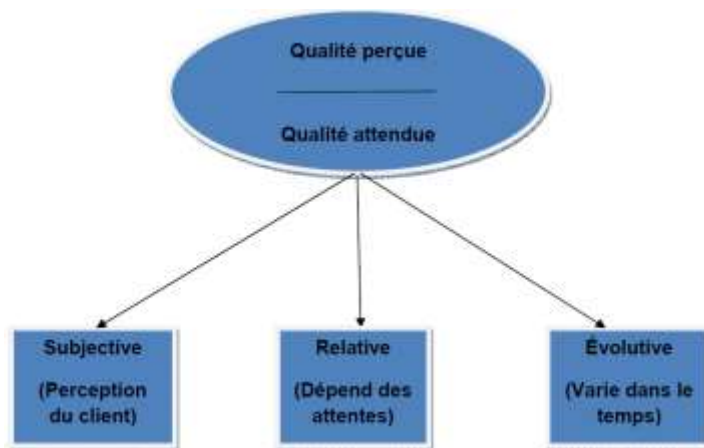 Qualité perçue
Qualité attendue
Subjective
(Perception
du client)
Relative
(Dépend des
attentes)
Évolutive
(Varie dans le
temps)